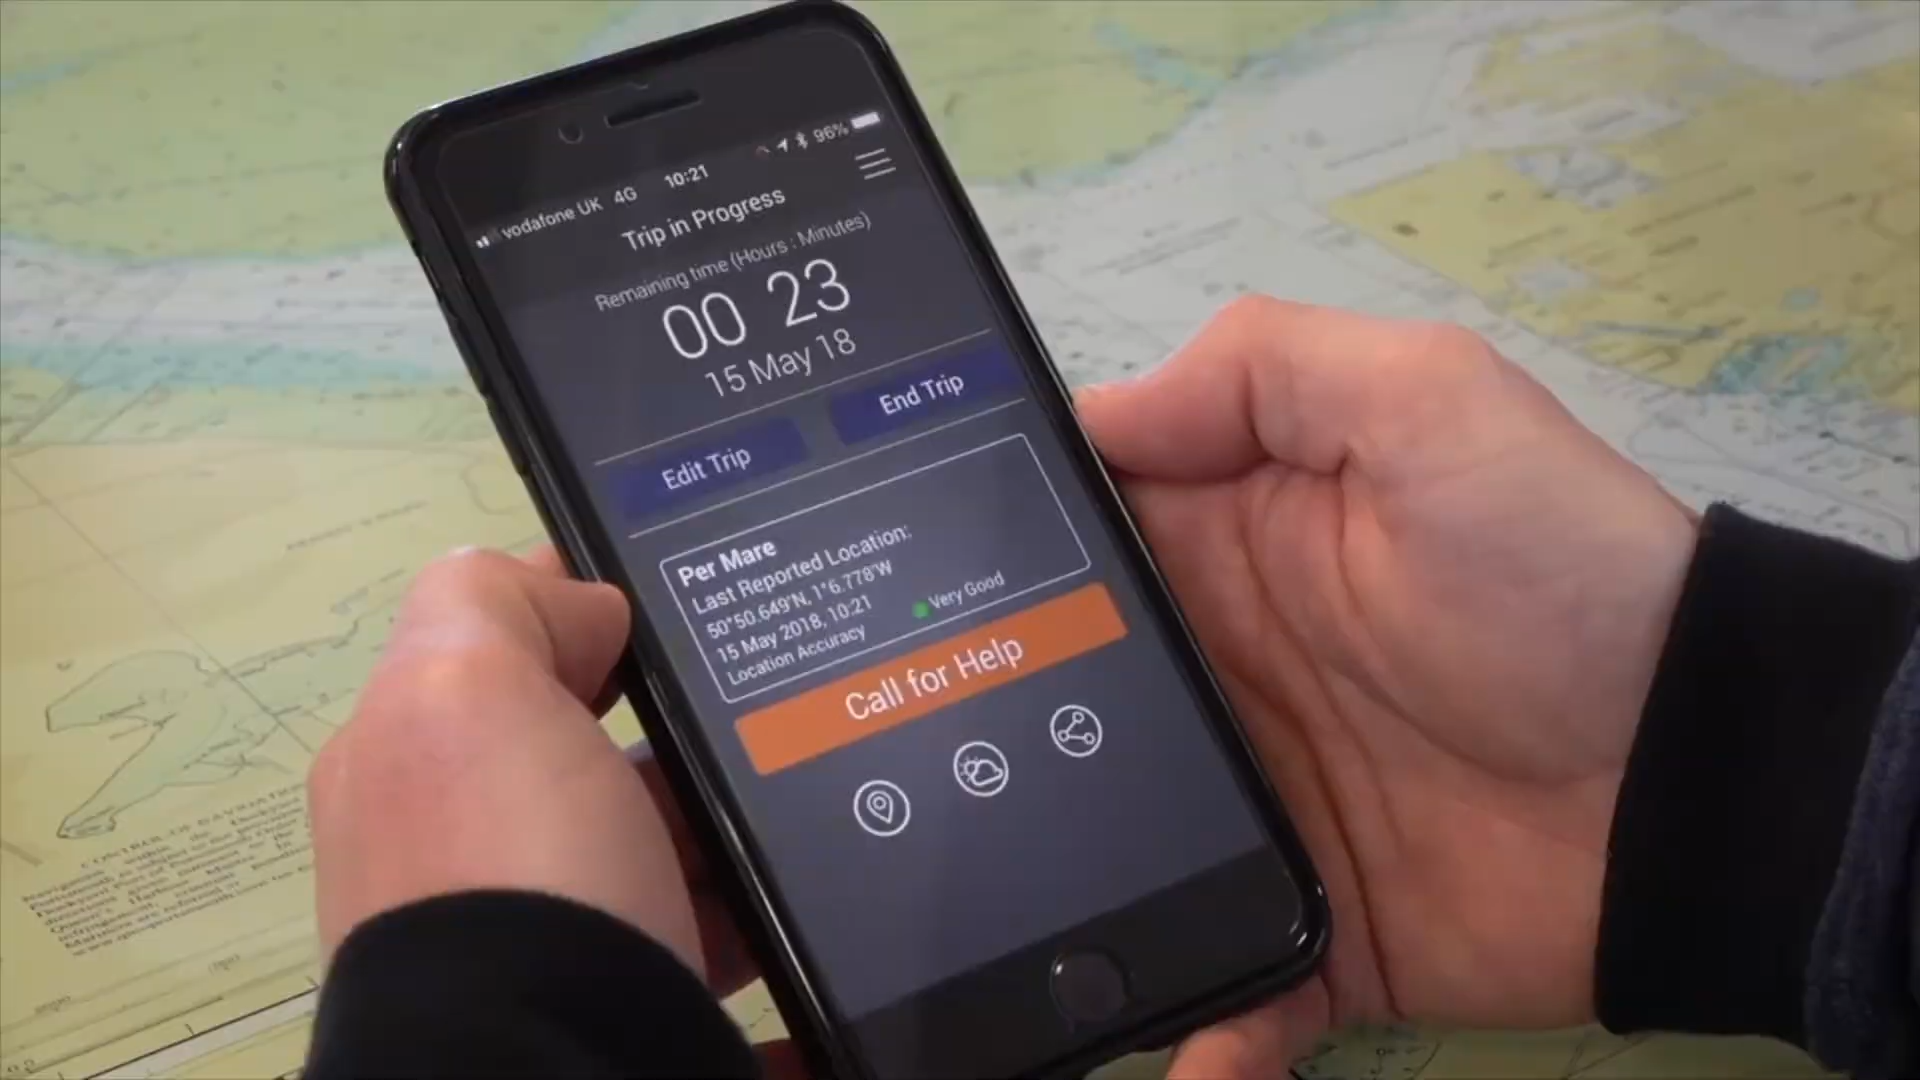 vodafone UK 4G 10:21 96%
Trip in Progress
Remaining time (Hours : Minutes)
00 23
15 May 18
Edit Trip End Trip
Per Mare
Last Reported Location:
50°50.649'N, 1°6.778'W
15 May 2018, 10:21
Location Accuracy Very Good
Call for Help